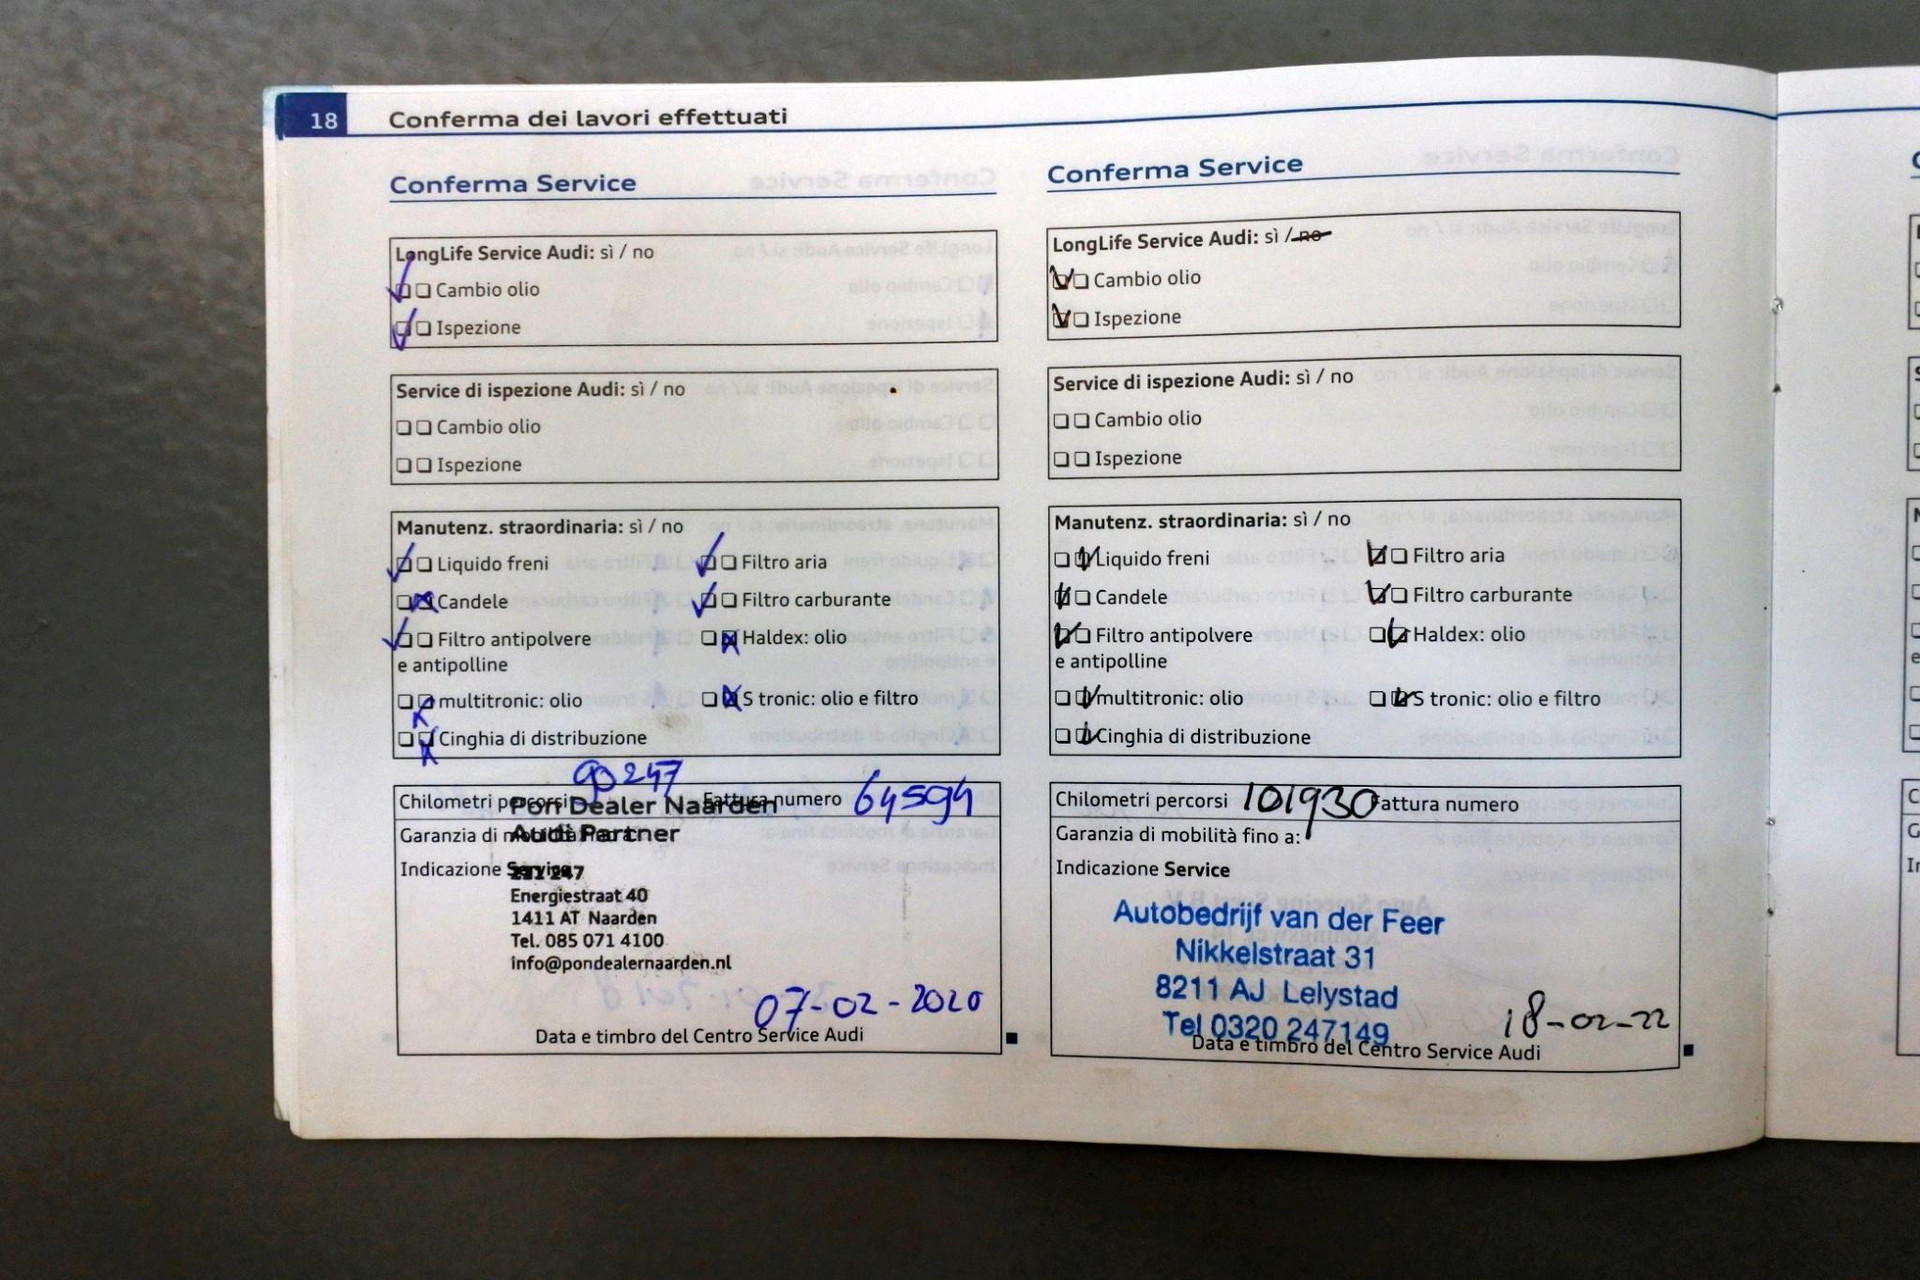 18 Conferma dei lavori effettuati
Conferma Service
LongLife Service Audi: sì / no
Cambio olio
Ispezione
Service di ispezione Audi: sì / no
Cambio olio
Ispezione
Manutenz. straordinaria: sì / no
Liquido freni Filtro aria
Candele Filtro carburante
Filtro antipolvere Haldex: olio
e antipolline
multitronic: olio S tronic: olio e filtro
Cinghia di distribuzione
90247
Chilometri percorsi Fattura numero 64594
Pon Dealer Naarden
Garanzia di
Audi Partner
Indicazione Service
Energiestraat 40
1411 AT Naarden
Tel. 085 071 4100
info@pondealernaarden.nl
07-02-2020
Data e timbro del Centro Service Audi
Conferma Service
LongLife Service Audi: sì / no
Cambio olio
Ispezione
Service di ispezione Audi: sì / no
Cambio olio
Ispezione
Manutenz. straordinaria: sì / no
Liquido freni Filtro aria
Candele Filtro carburante
Filtro antipolvere Haldex: olio
e antipolline
multitronic: olio S tronic: olio e filtro
Cinghia di distribuzione
Chilometri percorsi 101930 Fattura numero
Garanzia di mobilità fino a:
Indicazione Service
Autobedrijf van der Feer
Nikkelstraat 31
8211 AJ Lelystad
Tel 0320 247149
18-02-22
Data e timbro del Centro Service Audi